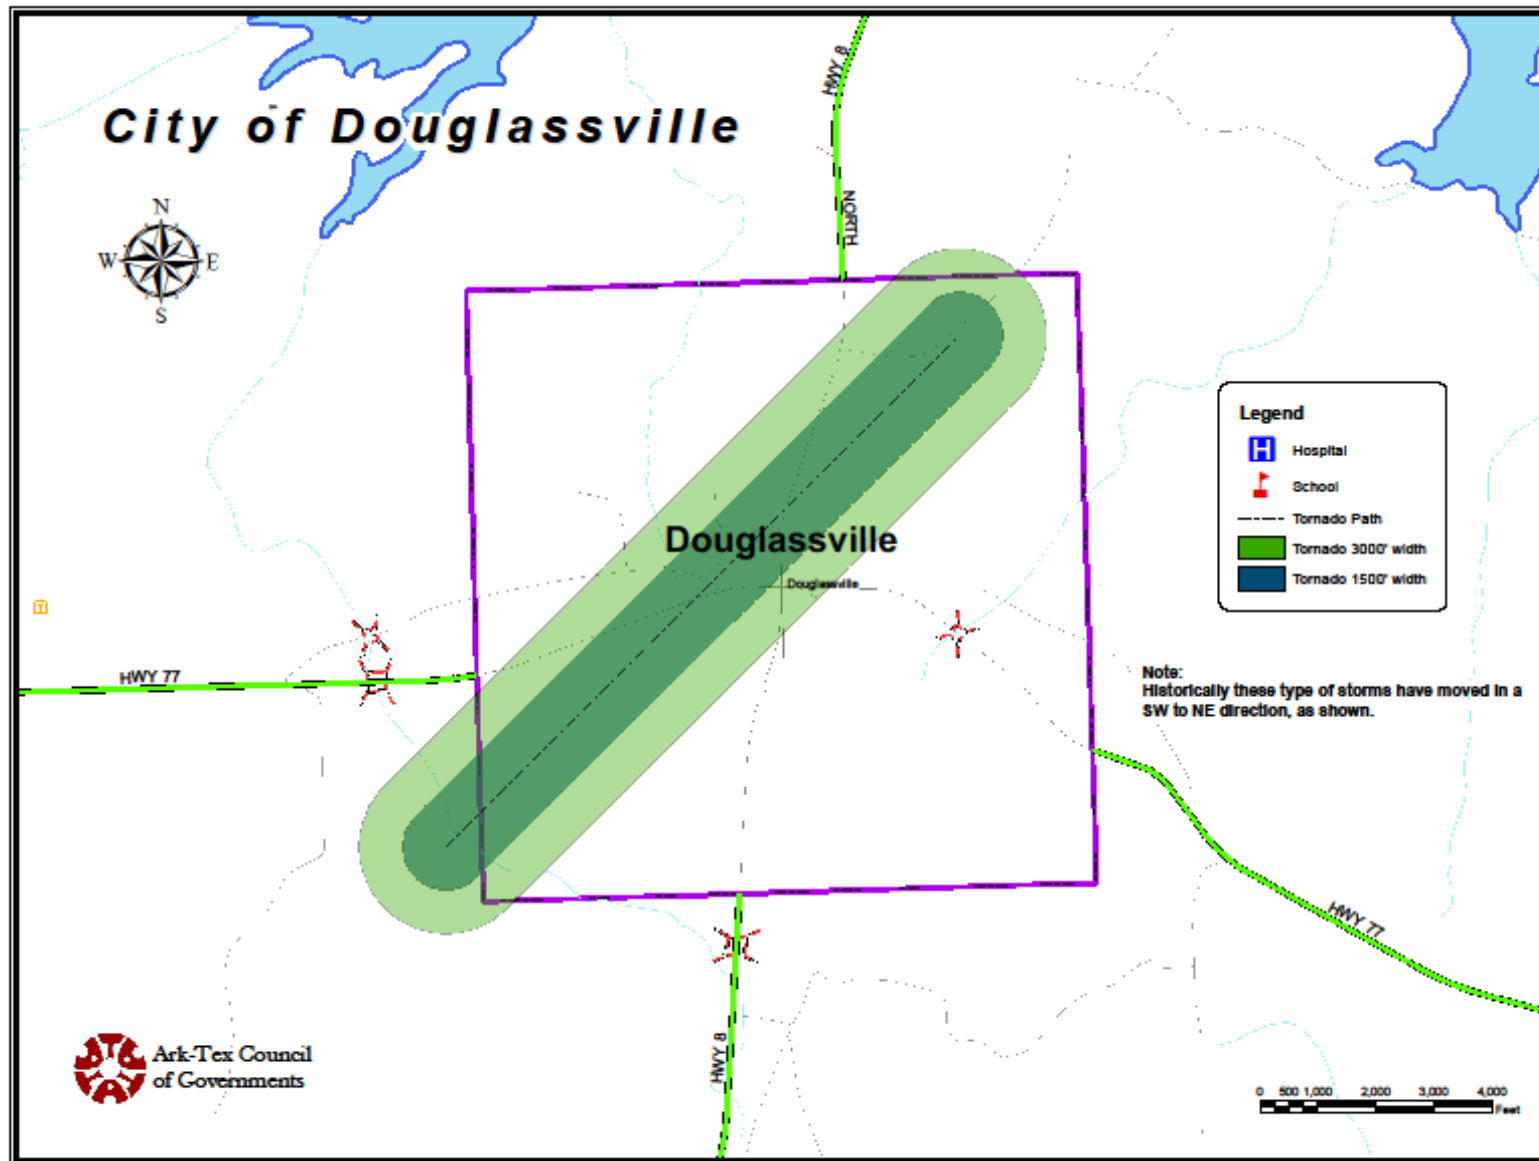 City of Douglassville
HWY 8
NORTH
N
W
E
S
Legend
H
Hospital
School
Tornado Path
Tornado 3000' width
Tornado 1500' width
Douglassville
Douglassville
T
HWY 77
Note:
Historically these type of storms have moved in a
SW to NE direction, as shown.
HWY 77
HWY 8
Ark-Tex Council
of Governments
0 500 1,000 2,000 3,000 4,000
Feet